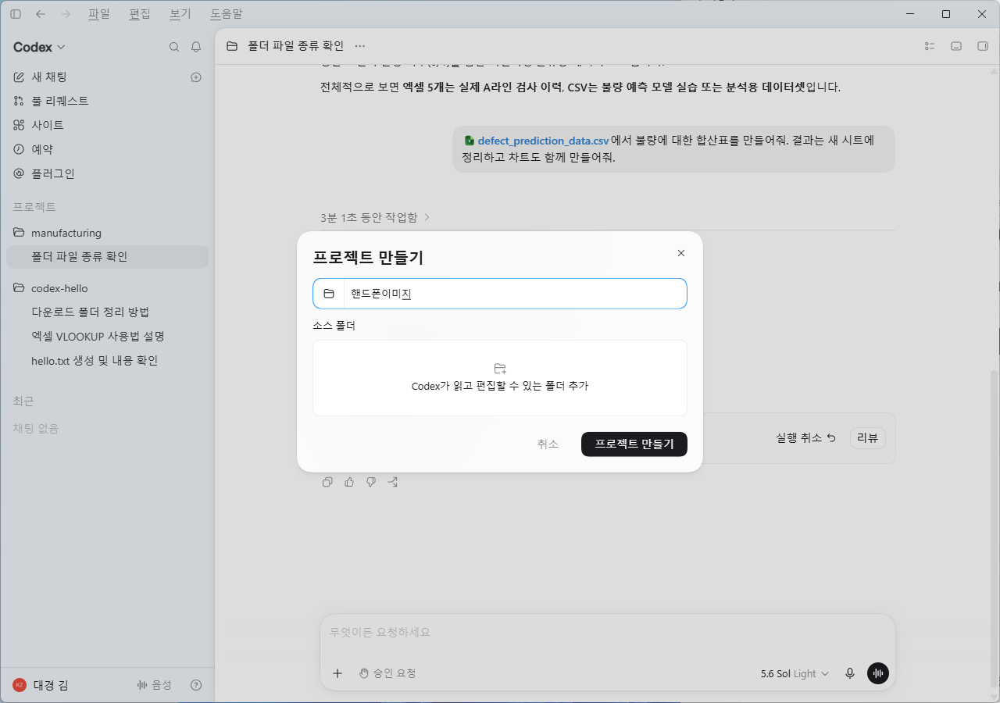 파일 편집 보기 도움말
Codex
새 채팅
풀 리퀘스트
사이트
예약
플러그인
프로젝트
manufacturing
폴더 파일 종류 확인
codex-hello
다운로드 폴더 정리 방법
엑셀 VLOOKUP 사용법 설명
hello.txt 생성 및 내용 확인
최근
채팅 없음
KZ 대경 김 음성
폴더 파일 종류 확인
전체적으로 보면 엑셀 5개는 실제 A라인 검사 이력, CSV는 불량 예측 모델 실습 또는 분석용 데이터셋입니다.
defect_prediction_data.csv 에서 불량에 대한 합산표를 만들어줘. 결과는 새 시트에
정리하고 차트도 함께 만들어줘.
3분 1초 동안 작업함
프로젝트 만들기
핸드폰이미지
소스 폴더
Codex가 읽고 편집할 수 있는 폴더 추가
취소 프로젝트 만들기
실행 취소 리뷰
무엇이든 요청하세요
승인 요청 5.6 Sol Light